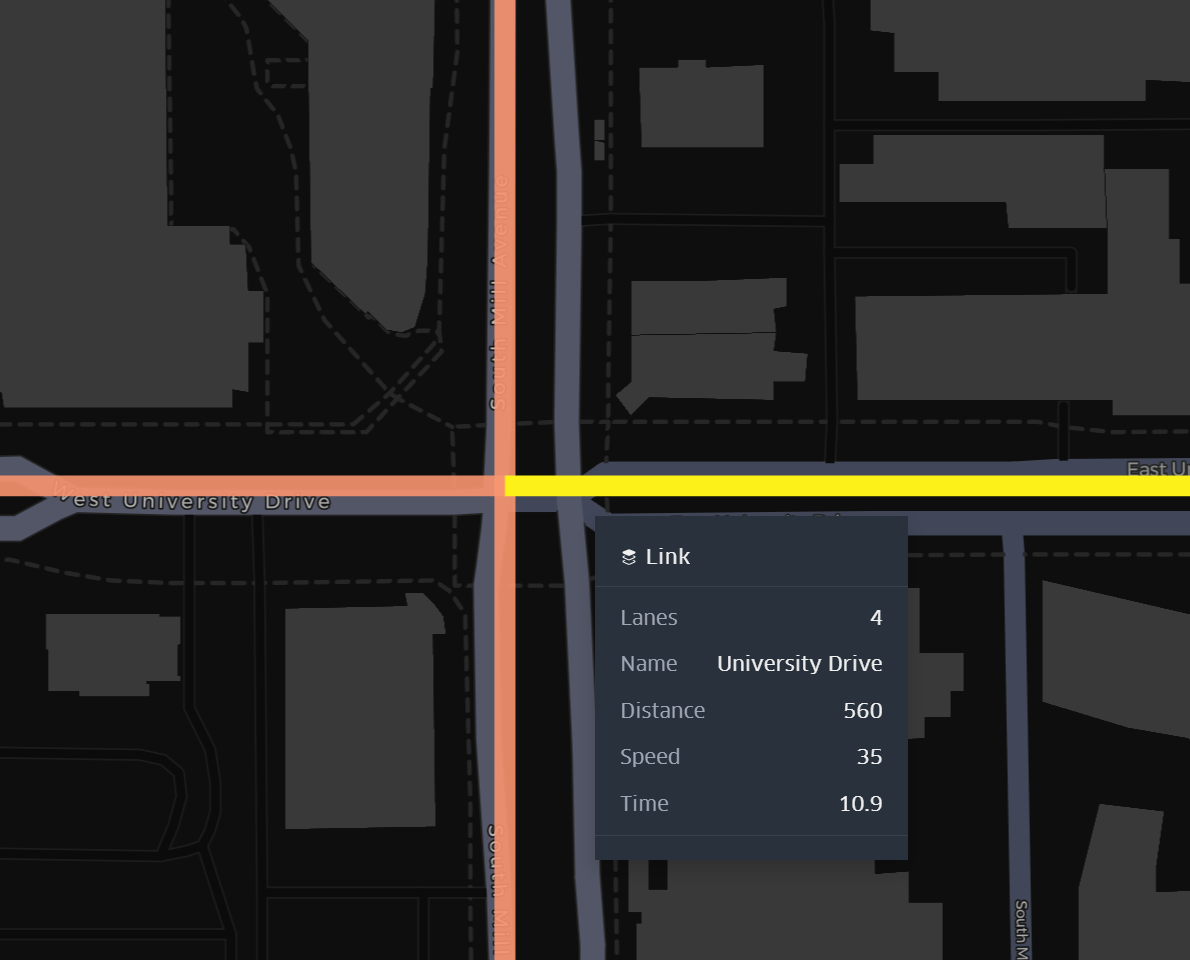 South Mill Avenue
East Un
West University Drive
Link
Lanes 4
Name University Drive
Distance 560
Speed 35
Time 10.9
South Mill
South M